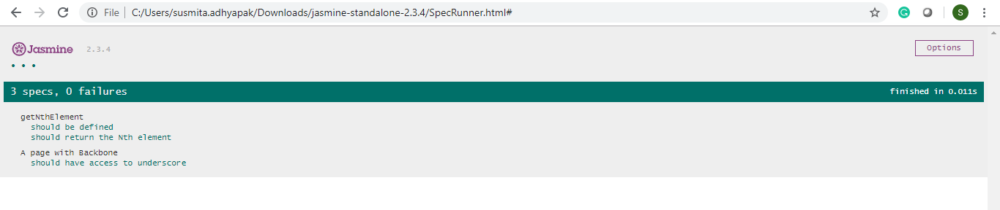 File C:/Users/susmita.adhyapak/Downloads/jasmine-standalone-2.3.4/SpecRunner.html#
G
S
Jasmine 2.3.4
Options
3 specs, 0 failures
finished in 0.011s
getNthElement
should be defined
should return the Nth element
A page with Backbone
should have access to underscore